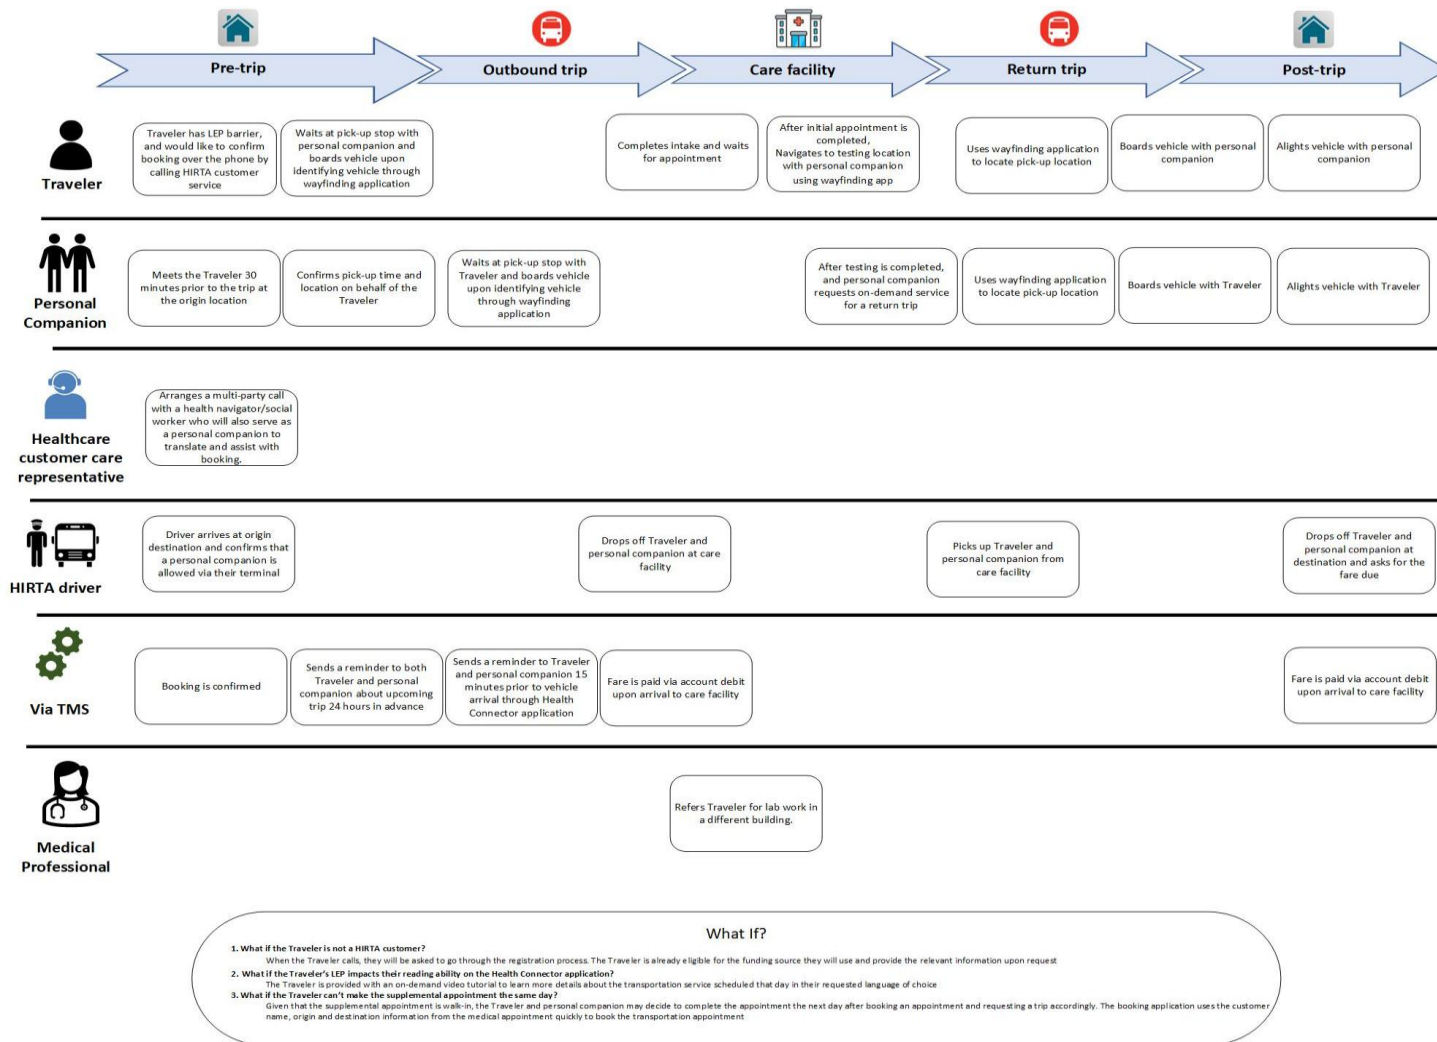 Pre-trip
Outbound trip
Care facility
Return trip
Post-trip
Traveler
Traveler has LEP barrier,
and would like to confirm
booking over the phone by
calling HIRTA customer
service
Waits at pick-up stop with
personal companion and
boards vehicle upon
identifying vehicle through
wayfinding application
Completes intake and waits
for appointment
After initial appointment is
completed,
Navigates to testing location
with personal companion
using wayfinding app
Uses wayfinding application
to locate pick-up location
Boards vehicle with personal
companion
Alights vehicle with personal
companion
Personal
Companion
Meets the Traveler 30
minutes prior to the trip at
the origin location
Confirms pick-up time and
location on behalf of the
Traveler
Waits at pick-up stop with
Traveler and boards vehicle
upon identifying vehicle
through wayfinding
application
After testing is completed,
and personal companion
requests on-demand service
for a return trip
Uses wayfinding application
to locate pick-up location
Boards vehicle with Traveler
Alights vehicle with Traveler
Healthcare
customer care
representative
Arranges a multi-party call
with a health navigator/social
worker who will also serve as
a personal companion to
translate and assist with
booking.
HIRTA driver
Driver arrives at origin
destination and confirms that
a personal companion is
allowed via their terminal
Drops off Traveler and
personal companion at care
facility
Picks up Traveler and
personal companion from
care facility
Drops off Traveler and
personal companion at
destination and asks for the
fare due
Via TMS
Booking is confirmed
Sends a reminder to both
Traveler and personal
companion about upcoming
trip 24 hours in advance
Sends a reminder to Traveler
and personal companion 15
minutes prior to vehicle
arrival through Health
Connector application
Fare is paid via account debit
upon arrival to care facility
Fare is paid via account debit
upon arrival to care facility
Medical
Professional
Refers Traveler for lab work in
a different building.
What If?
1. What if the Traveler is not a HIRTA customer?
When the Traveler calls, they will be asked to go through the registration process. The Traveler is already eligible for the funding source they will use and provide the relevant information upon request
2. What if the Traveler's LEP impacts their reading ability on the Health Connector application?
The Traveler is provided with an on-demand video tutorial to learn more details about the transportation service scheduled that day in their requested language of choice
3. What if the Traveler can't make the supplemental appointment the same day?
Given that the supplemental appointment is walk-in, the Traveler and personal companion may decide to complete the appointment the next day after booking an appointment and requesting a trip accordingly. The booking application uses the customer
name, origin and destination information from the medical appointment quickly to book the transportation appointment